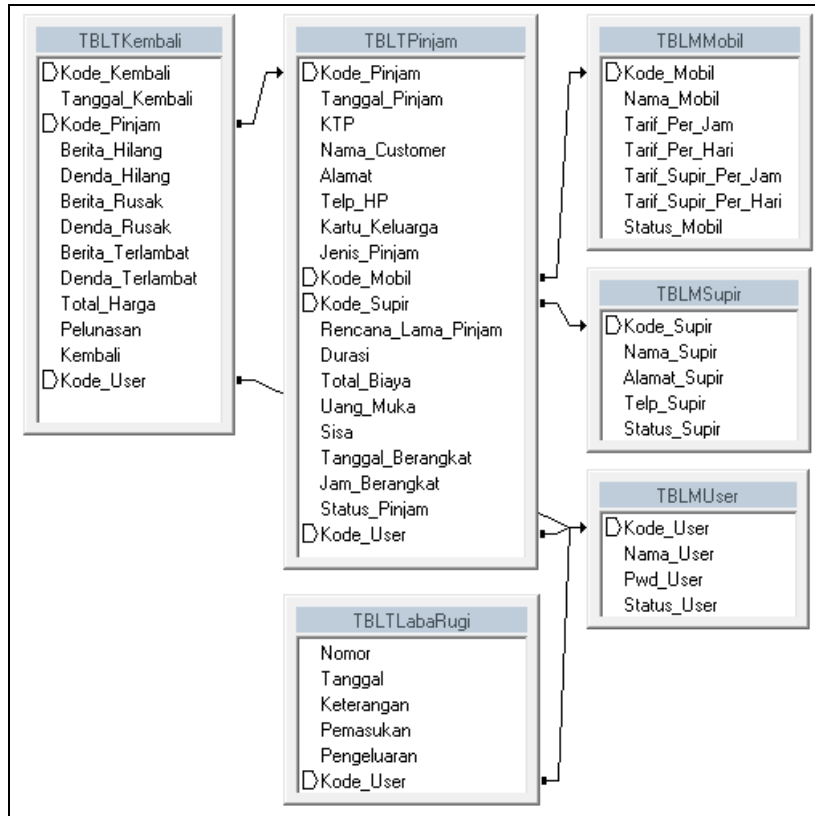 TBLTKembali
Kode_Kembali
Tanggal_Kembali
Kode_Pinjam
Berita_Hilang
Denda_Hilang
Berita_Rusak
Denda_Rusak
Berita_Terlambat
Denda_Terlambat
Total_Harga
Pelunasan
Kembali
Kode_User
TBLTPinjam
Kode_Pinjam
Tanggal_Pinjam
KTP
Nama_Customer
Alamat
Telp_HP
Kartu_Keluarga
Jenis_Pinjam
Kode_Mobil
Kode_Supir
Rencana_Lama_Pinjam
Durasi
Total_Biaya
Uang_Muka
Sisa
Tanggal_Berangkat
Jam_Berangkat
Status_Pinjam
Kode_User
TBLMMobil
Kode_Mobil
Nama_Mobil
Tarif_Per_Jam
Tarif_Per_Hari
Tarif_Supir_Per_Jam
Tarif_Supir_Per_Hari
Status_Mobil
TBLMSupir
Kode_Supir
Nama_Supir
Alamat_Supir
Telp_Supir
Status_Supir
TBLMUser
Kode_User
Nama_User
Pwd_User
Status_User
TBLTLabaRugi
Nomor
Tanggal
Keterangan
Pemasukan
Pengeluaran
Kode_User